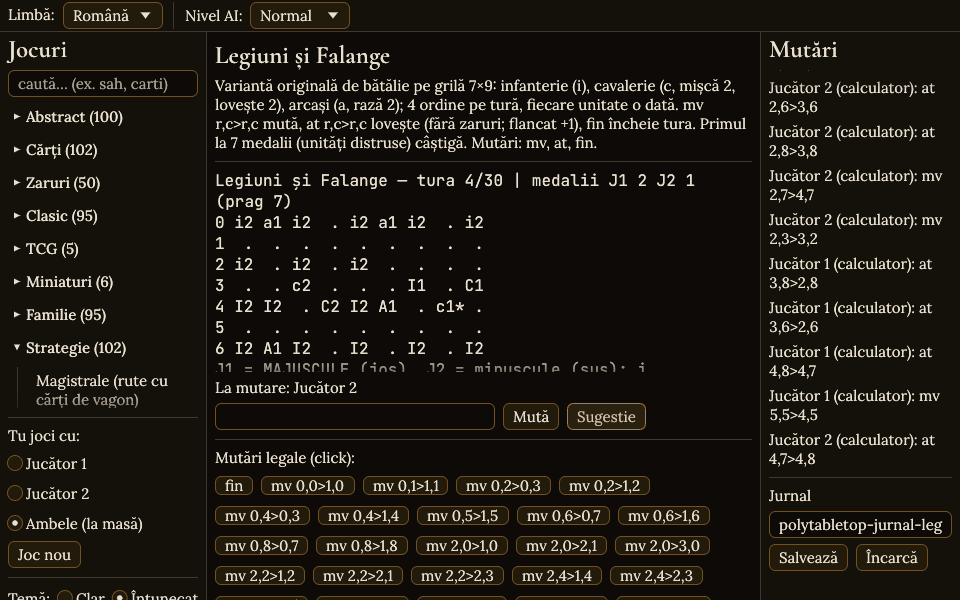 Limbă: Română ▼ Nivel AI: Normal ▼
Jocuri
caută... (ex. sah, carti)
▸ Abstract (100)
▸ Cărți (102)
▸ Zaruri (50)
▸ Clasic (95)
▸ TCG (5)
▸ Miniaturi (6)
▸ Familie (95)
▾ Strategie (102)
Magistrale (rute cu
cărți de vagon)
Tu joci cu:
Jucător 1
Jucător 2
Ambele (la masă)
Joc nou
Temă: Clar Întunecat
Legiuni și Falange
Variantă originală de bătălie pe grilă 7×9: infanterie (i), cavalerie (c, mișcă 2,
lovește 2), arcași (a, rază 2); 4 ordine pe tură, fiecare unitate o dată. mv
r,c>r,c mută, at r,c>r,c lovește (fără zaruri; flancat +1), fin încheie tura. Primul
la 7 medalii (unități distruse) câștigă. Mutări: mv, at, fin.
Legiuni și Falange — tura 4/30 | medalii J1 2 J2 1
(prag 7)
0 i2 a1 i2  . i2 a1 i2  . i2
1  .  .  .  .  .  .  .  .  .
2 i2  . i2  . i2  .  .  .  .
3  .  . c2  .  .  . I1  . C1
4 I2 I2  . C2 I2 A1  . c1*  .
5  .  .  .  .  .  .  .  .  .
6 I2 A1 I2  . I2  . I2  . I2
J1 = MAJUSCULE (jos), J2 = minuscule (sus); i
La mutare: Jucător 2
Mută Sugestie
Mutări legale (click):
fin mv 0,0>1,0 mv 0,1>1,1 mv 0,2>0,3 mv 0,2>1,2
mv 0,4>0,3 mv 0,4>1,4 mv 0,5>1,5 mv 0,6>0,7 mv 0,6>1,6
mv 0,8>0,7 mv 0,8>1,8 mv 2,0>1,0 mv 2,0>2,1 mv 2,0>3,0
mv 2,2>1,2 mv 2,2>2,1 mv 2,2>2,3 mv 2,4>1,4 mv 2,4>2,3
Mutări
Jucător 2 (calculator): at
2,6>3,6
Jucător 2 (calculator): at
2,8>3,8
Jucător 2 (calculator): mv
2,7>4,7
Jucător 2 (calculator): mv
2,3>3,2
Jucător 1 (calculator): at
3,8>2,8
Jucător 1 (calculator): at
3,6>2,6
Jucător 1 (calculator): at
4,8>4,7
Jucător 1 (calculator): mv
5,5>4,5
Jucător 2 (calculator): at
4,7>4,8
Jurnal
polytabletop-jurnal-leg
Salvează Încarcă